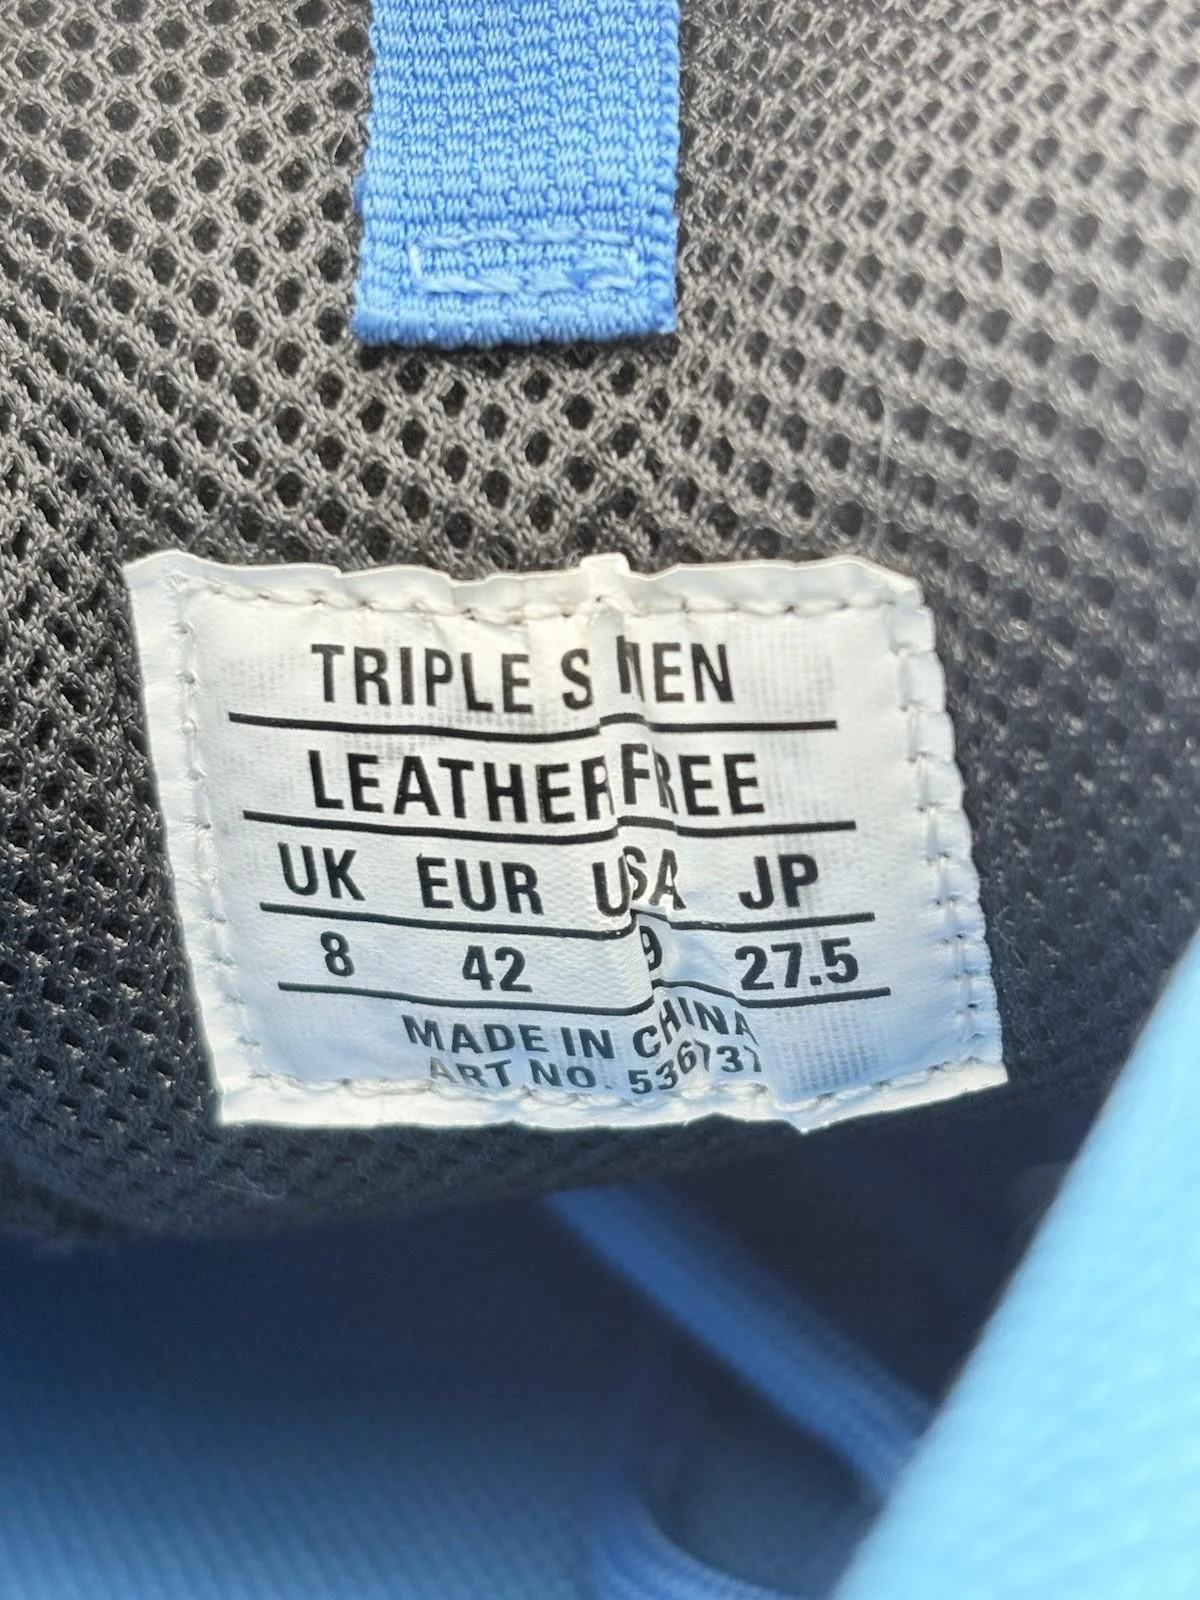 TRIPLE S MEN
LEATHER FREE
UK EUR USA JP
8 42 9 27.5
MADE IN CHINA
ART NO. 536737